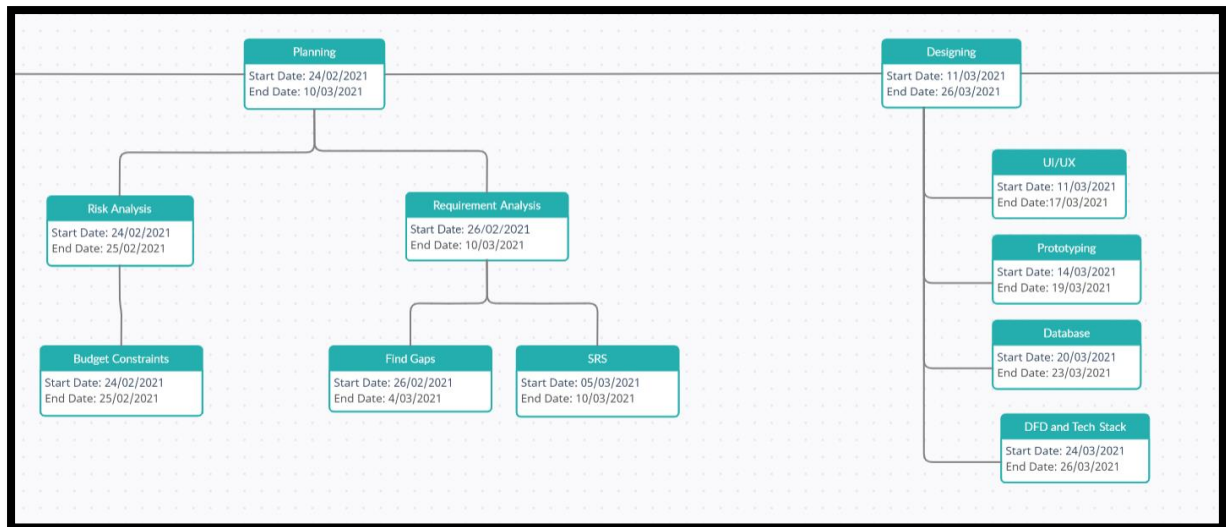 Planning
Start Date: 24/02/2021
End Date: 10/03/2021
Designing
Start Date: 11/03/2021
End Date: 26/03/2021
Risk Analysis
Start Date: 24/02/2021
End Date: 25/02/2021
Requirement Analysis
Start Date: 26/02/2021
End Date: 10/03/2021
Budget Constraints
Start Date: 24/02/2021
End Date: 25/02/2021
Find Gaps
Start Date: 26/02/2021
End Date: 4/03/2021
SRS
Start Date: 05/03/2021
End Date: 10/03/2021
UI/UX
Start Date: 11/03/2021
End Date:17/03/2021
Prototyping
Start Date: 14/03/2021
End Date: 19/03/2021
Database
Start Date: 20/03/2021
End Date: 23/03/2021
DFD and Tech Stack
Start Date: 24/03/2021
End Date: 26/03/2021